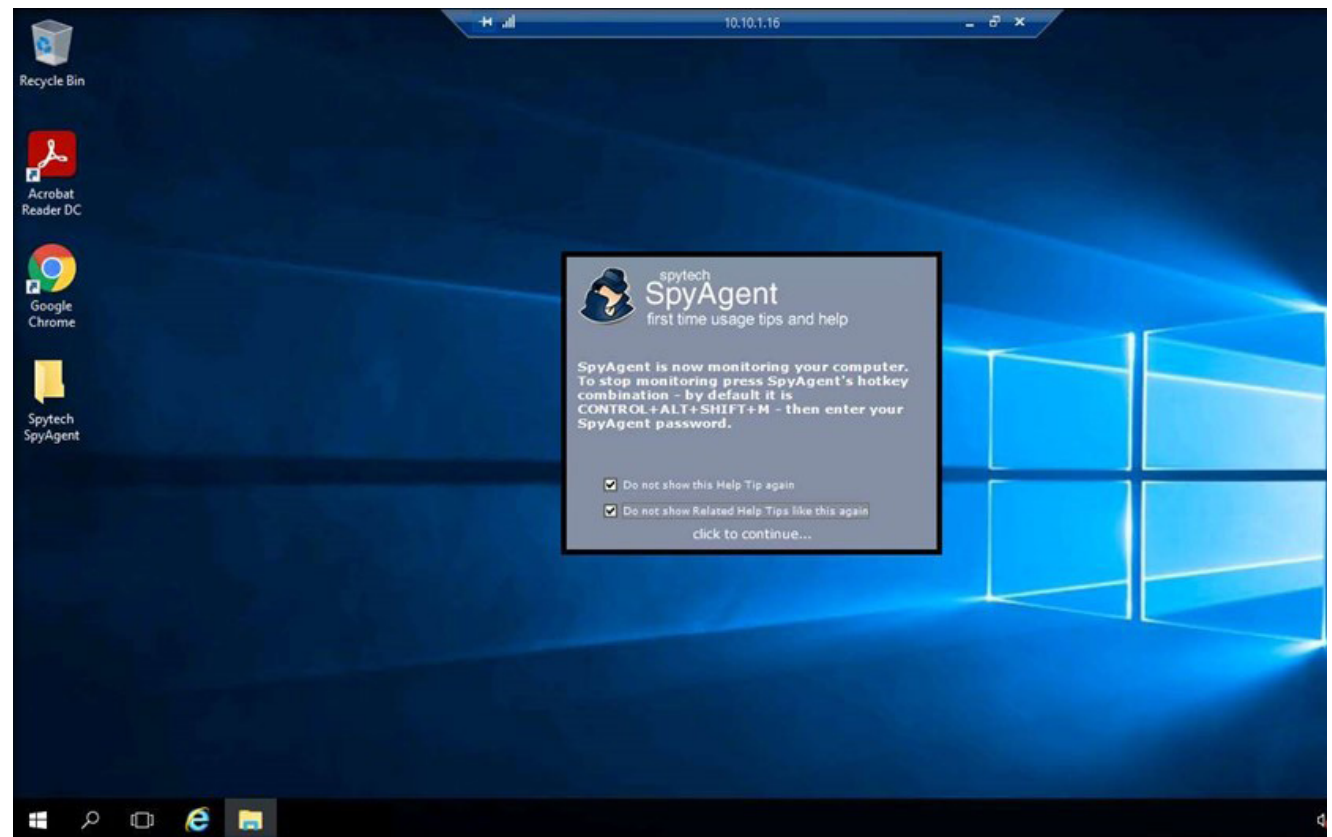 10.10.1.16
Recycle Bin
Acrobat
Reader DC
Google
Chrome
Spytech
SpyAgent
spytech
SpyAgent
first time usage tips and help
SpyAgent is now monitoring your computer.
To stop monitoring press SpyAgent's hotkey
combination - by default it is
CONTROL+ALT+SHIFT+M - then enter your
SpyAgent password.
Do not show this Help Tip again
Do not show Related Help Tips like this again
click to continue...